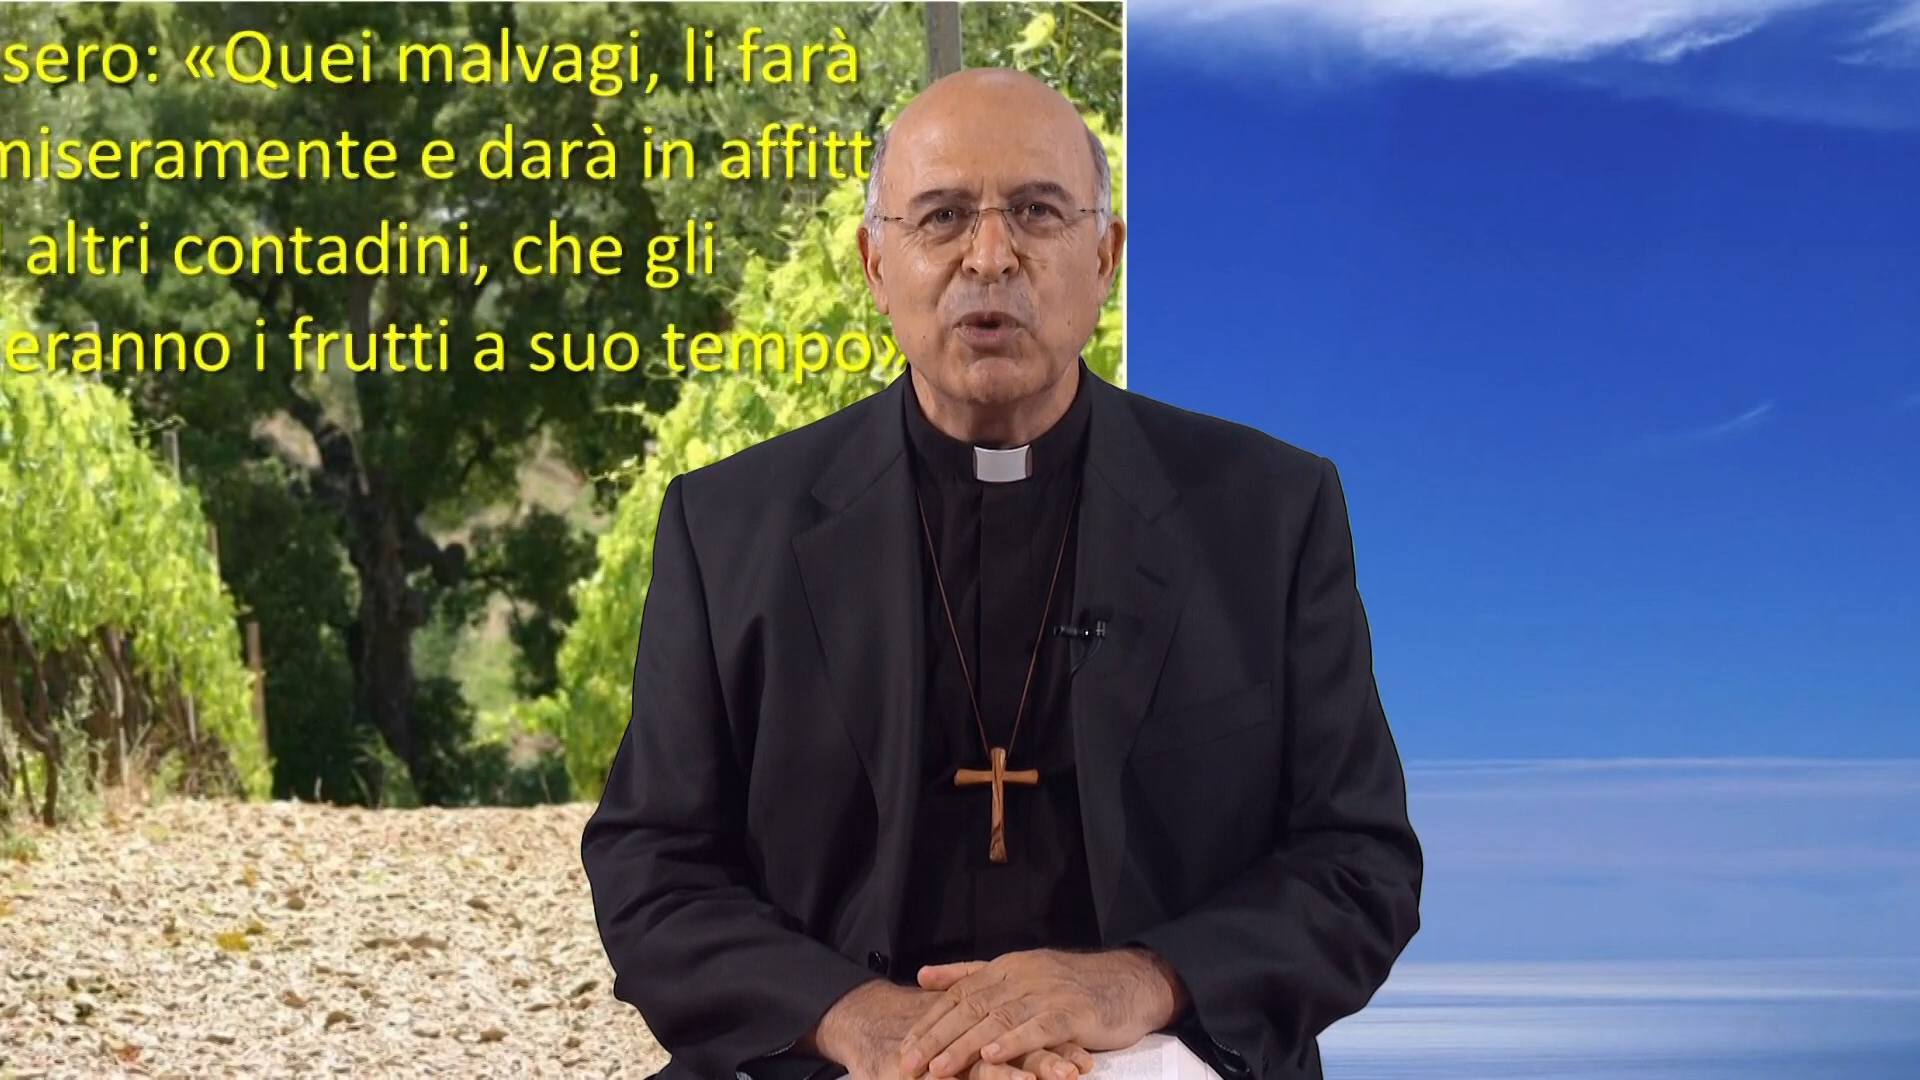 sero: «Quei malvagi, li farà
miseramente e darà in affitt
altri contadini, che gli
eranno i frutti a suo tempo»